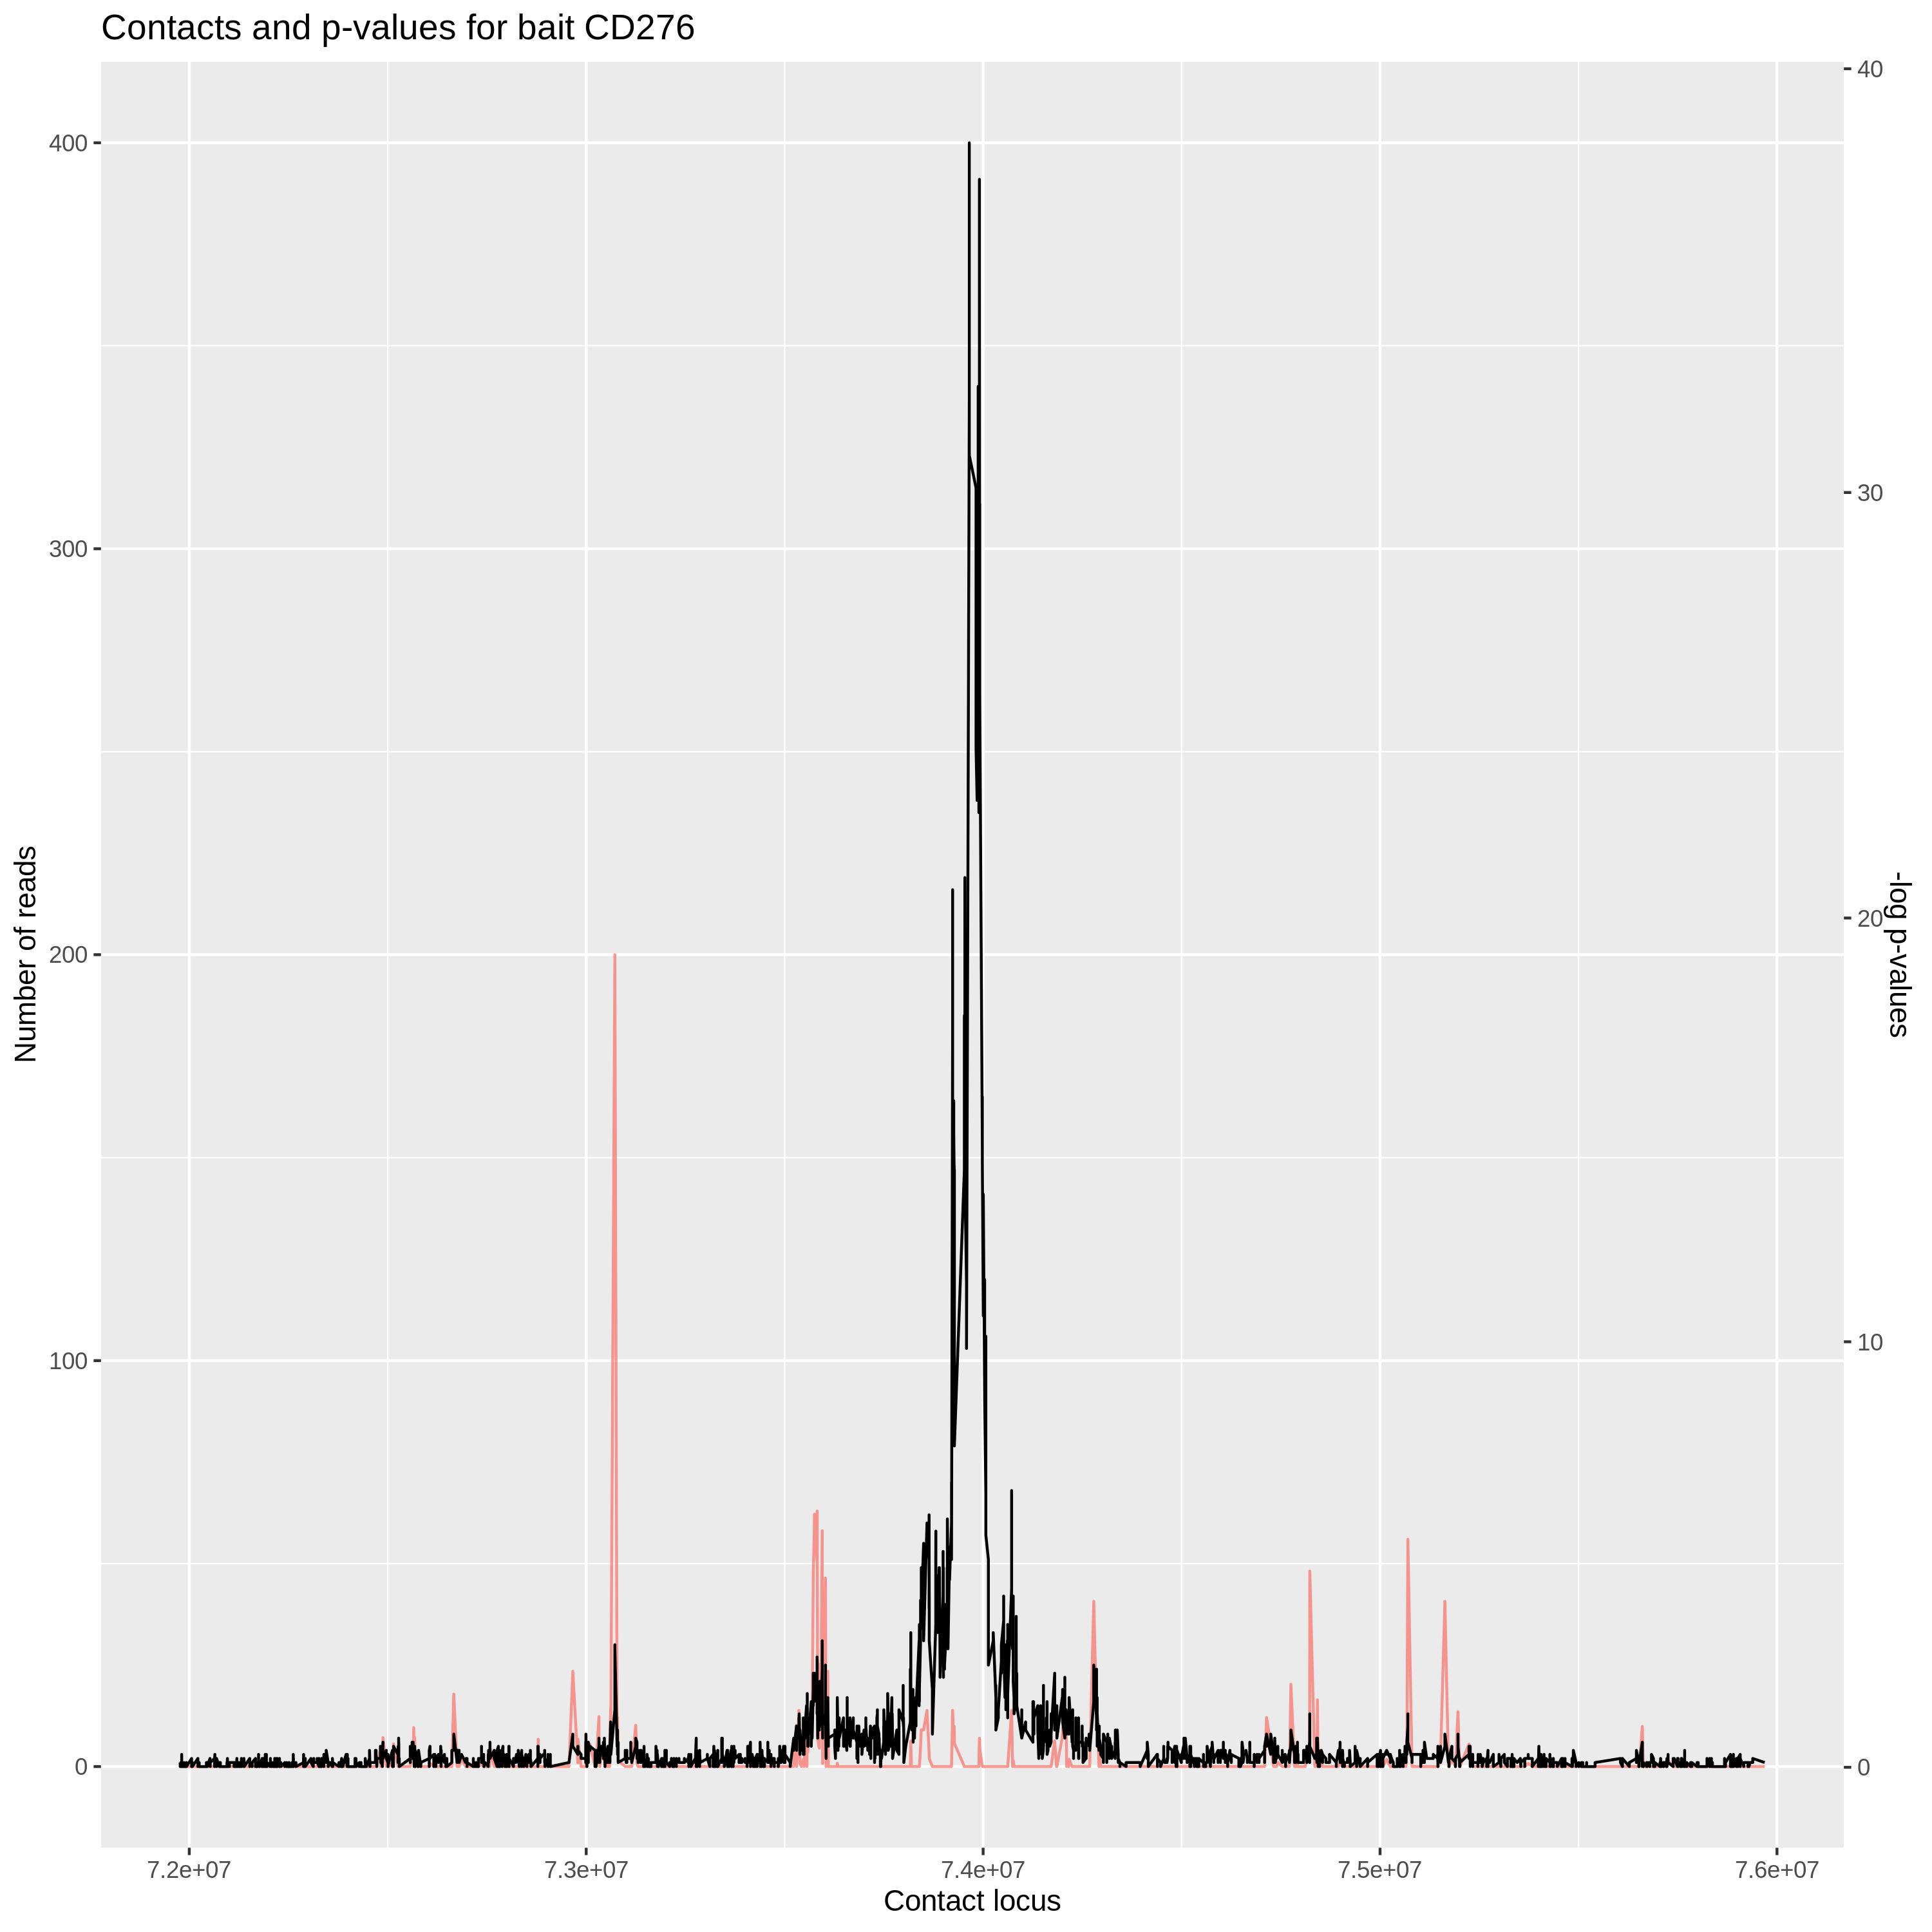 Contacts and p-values for bait CD276
400
300
200
100
0
Number of reads
40
30
20
10
0
-log p-values
7.2e+07 7.3e+07 7.4e+07 7.5e+07 7.6e+07
Contact locus